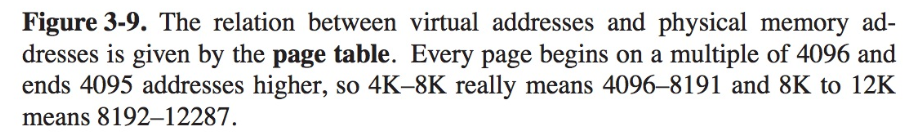 Figure 3-9. The relation between virtual addresses and physical memory ad-
dresses is given by the page table. Every page begins on a multiple of 4096 and
ends 4095 addresses higher, so 4K–8K really means 4096–8191 and 8K to 12K
means 8192–12287.